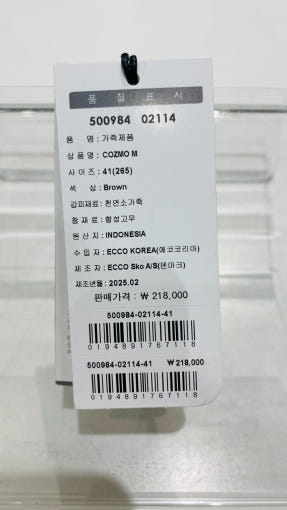 품 질 표 시
500984 02114
품 명 : 가죽제품
상 품 명 : COZMO M
사 이 즈 : 41(265)
색 상 : Brown
갑피재료 : 천연소가죽
창 재 료 : 합성고무
원 산 지 : INDONESIA
수 입 자 : ECCO KOREA(에코코리아)
제 조 자 : ECCO Sko A/S(덴마크)
제조년월 : 2025.02
판매가격 : ₩ 218,000
500984-02114-41
0194891767118
500984-02114-41 ₩218,000
0194891767118